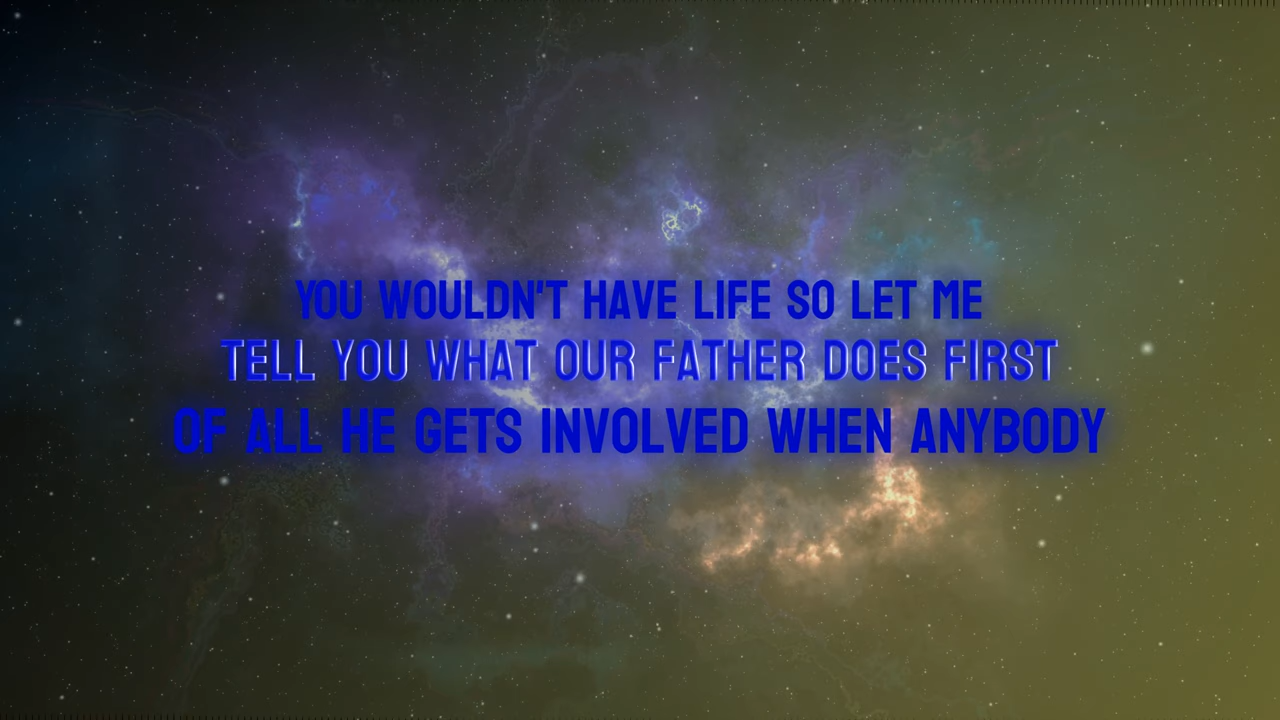 YOU WOULDN'T HAVE LIFE SO LET ME
TELL YOU WHAT OUR FATHER DOES FIRST
OF ALL HE GETS INVOLVED WHEN ANYBODY